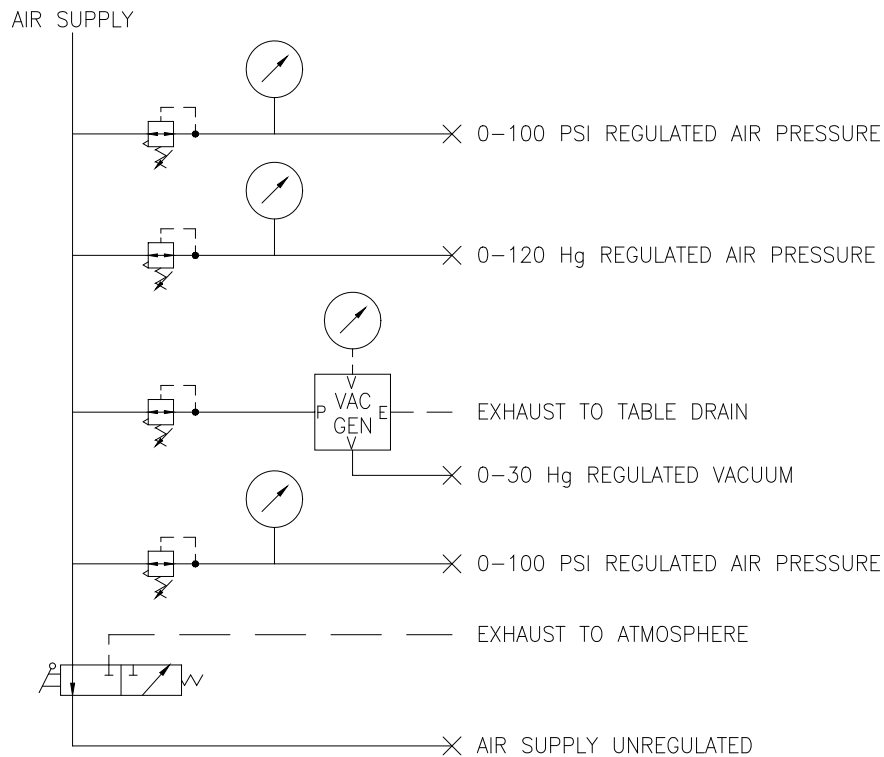 AIR SUPPLY
0-100 PSI REGULATED AIR PRESSURE
0-120 Hg REGULATED AIR PRESSURE
V
P VAC E
GEN
V
EXHAUST TO TABLE DRAIN
0-30 Hg REGULATED VACUUM
0-100 PSI REGULATED AIR PRESSURE
EXHAUST TO ATMOSPHERE
AIR SUPPLY UNREGULATED